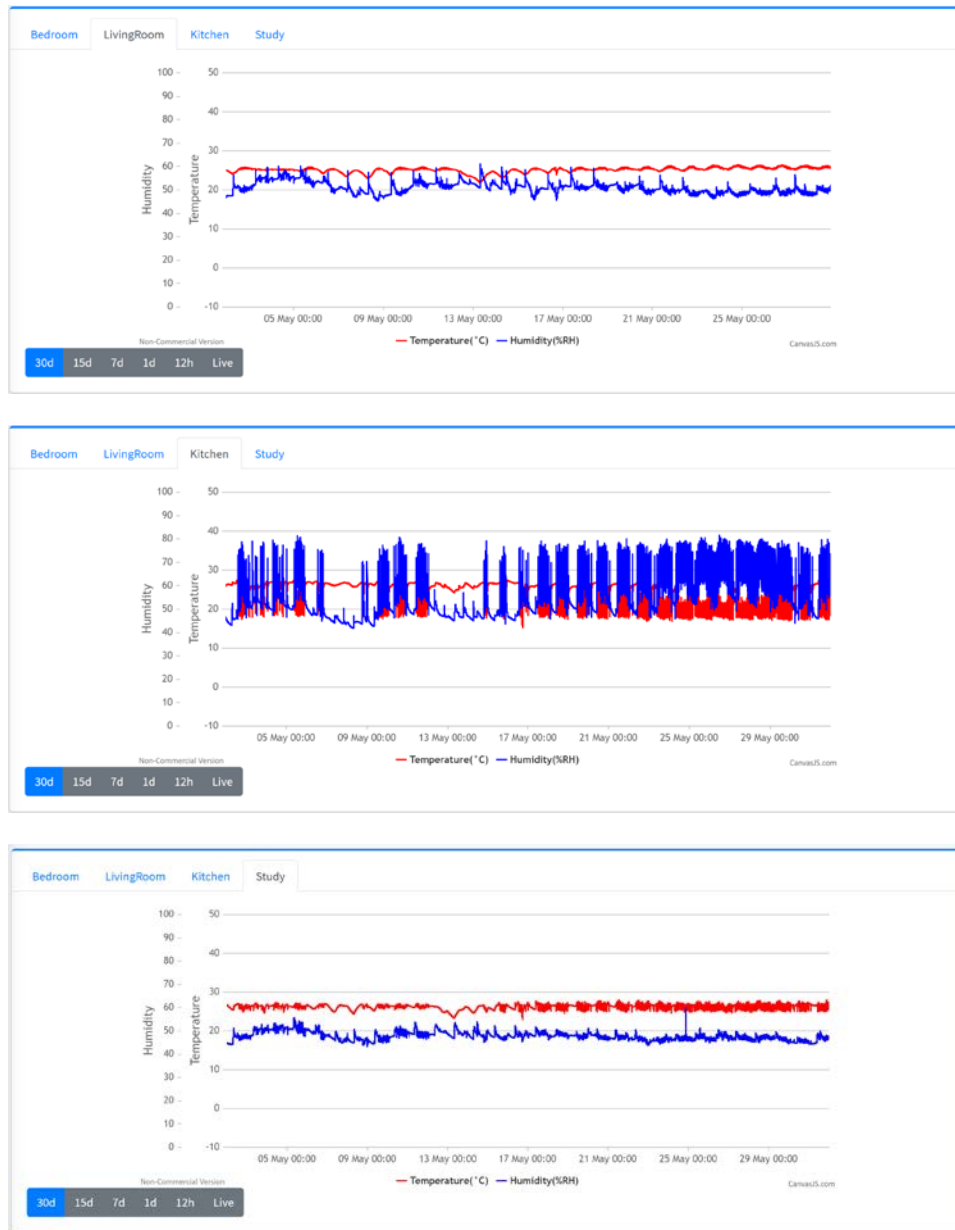 Bedroom LivingRoom Kitchen Study
100 50
90
80 40
70
60 30
50 20
40
30 10
20 0
10
0 -10
Humidity
Temperature
05 May 00:00 09 May 00:00 13 May 00:00 17 May 00:00 21 May 00:00 25 May 00:00
Non-Commercial Version
Temperature(°C) Humidity(%RH)
CanvasJS.com
30d 15d 7d 1d 12h Live
Bedroom LivingRoom Kitchen Study
100 50
90
80 40
70
60 30
50 20
40
30 10
20 0
10
0 -10
Humidity
Temperature
05 May 00:00 09 May 00:00 13 May 00:00 17 May 00:00 21 May 00:00 25 May 00:00 29 May 00:00
Non-Commercial Version
Temperature(°C) Humidity(%RH)
CanvasJS.com
30d 15d 7d 1d 12h Live
Bedroom LivingRoom Kitchen Study
100 50
90
80 40
70
60 30
50 20
40
30 10
20 0
10
0 -10
Humidity
Temperature
05 May 00:00 09 May 00:00 13 May 00:00 17 May 00:00 21 May 00:00 25 May 00:00 29 May 00:00
Non-Commercial Version
Temperature(°C) Humidity(%RH)
CanvasJS.com
30d 15d 7d 1d 12h Live